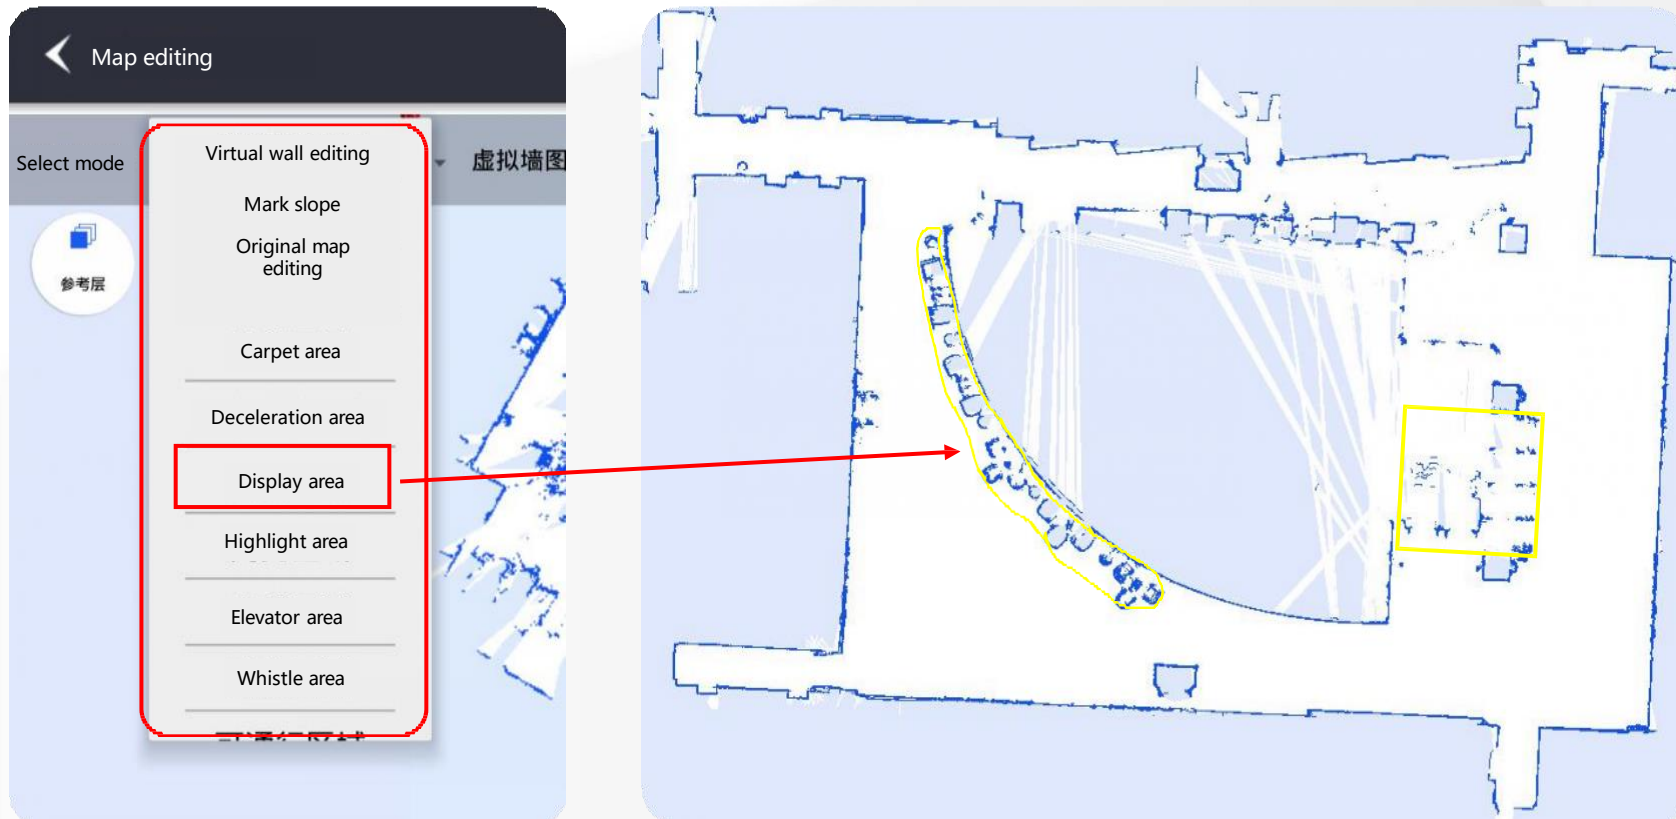 Map editing
Select mode
虚拟墙图
参考层
Virtual wall editing
Mark slope
Original map
editing
Carpet area
Deceleration area
Display area
Highlight area
Elevator area
Whistle area